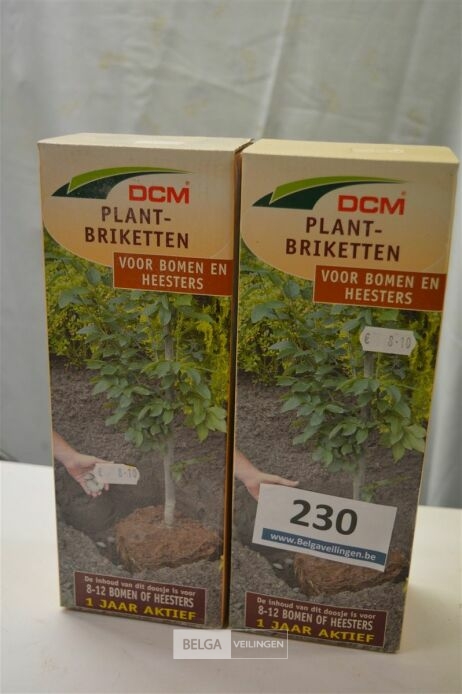 DCM
PLANT-
BRIKETTEN
VOOR BOMEN EN
HEESTERS
€ 8-10
De inhoud van dit doosje is voor
8-12 BOMEN OF HEESTERS
1 JAAR AKTIEF
DCM
PLANT-
BRIKETTEN
VOOR BOMEN EN
HEESTERS
€ 8-10
230
www.Belgaveilingen.be
De inhoud van dit doosje is voor
8-12 BOMEN OF HEESTERS
1 JAAR AKTIEF
BELGA VEILINGEN